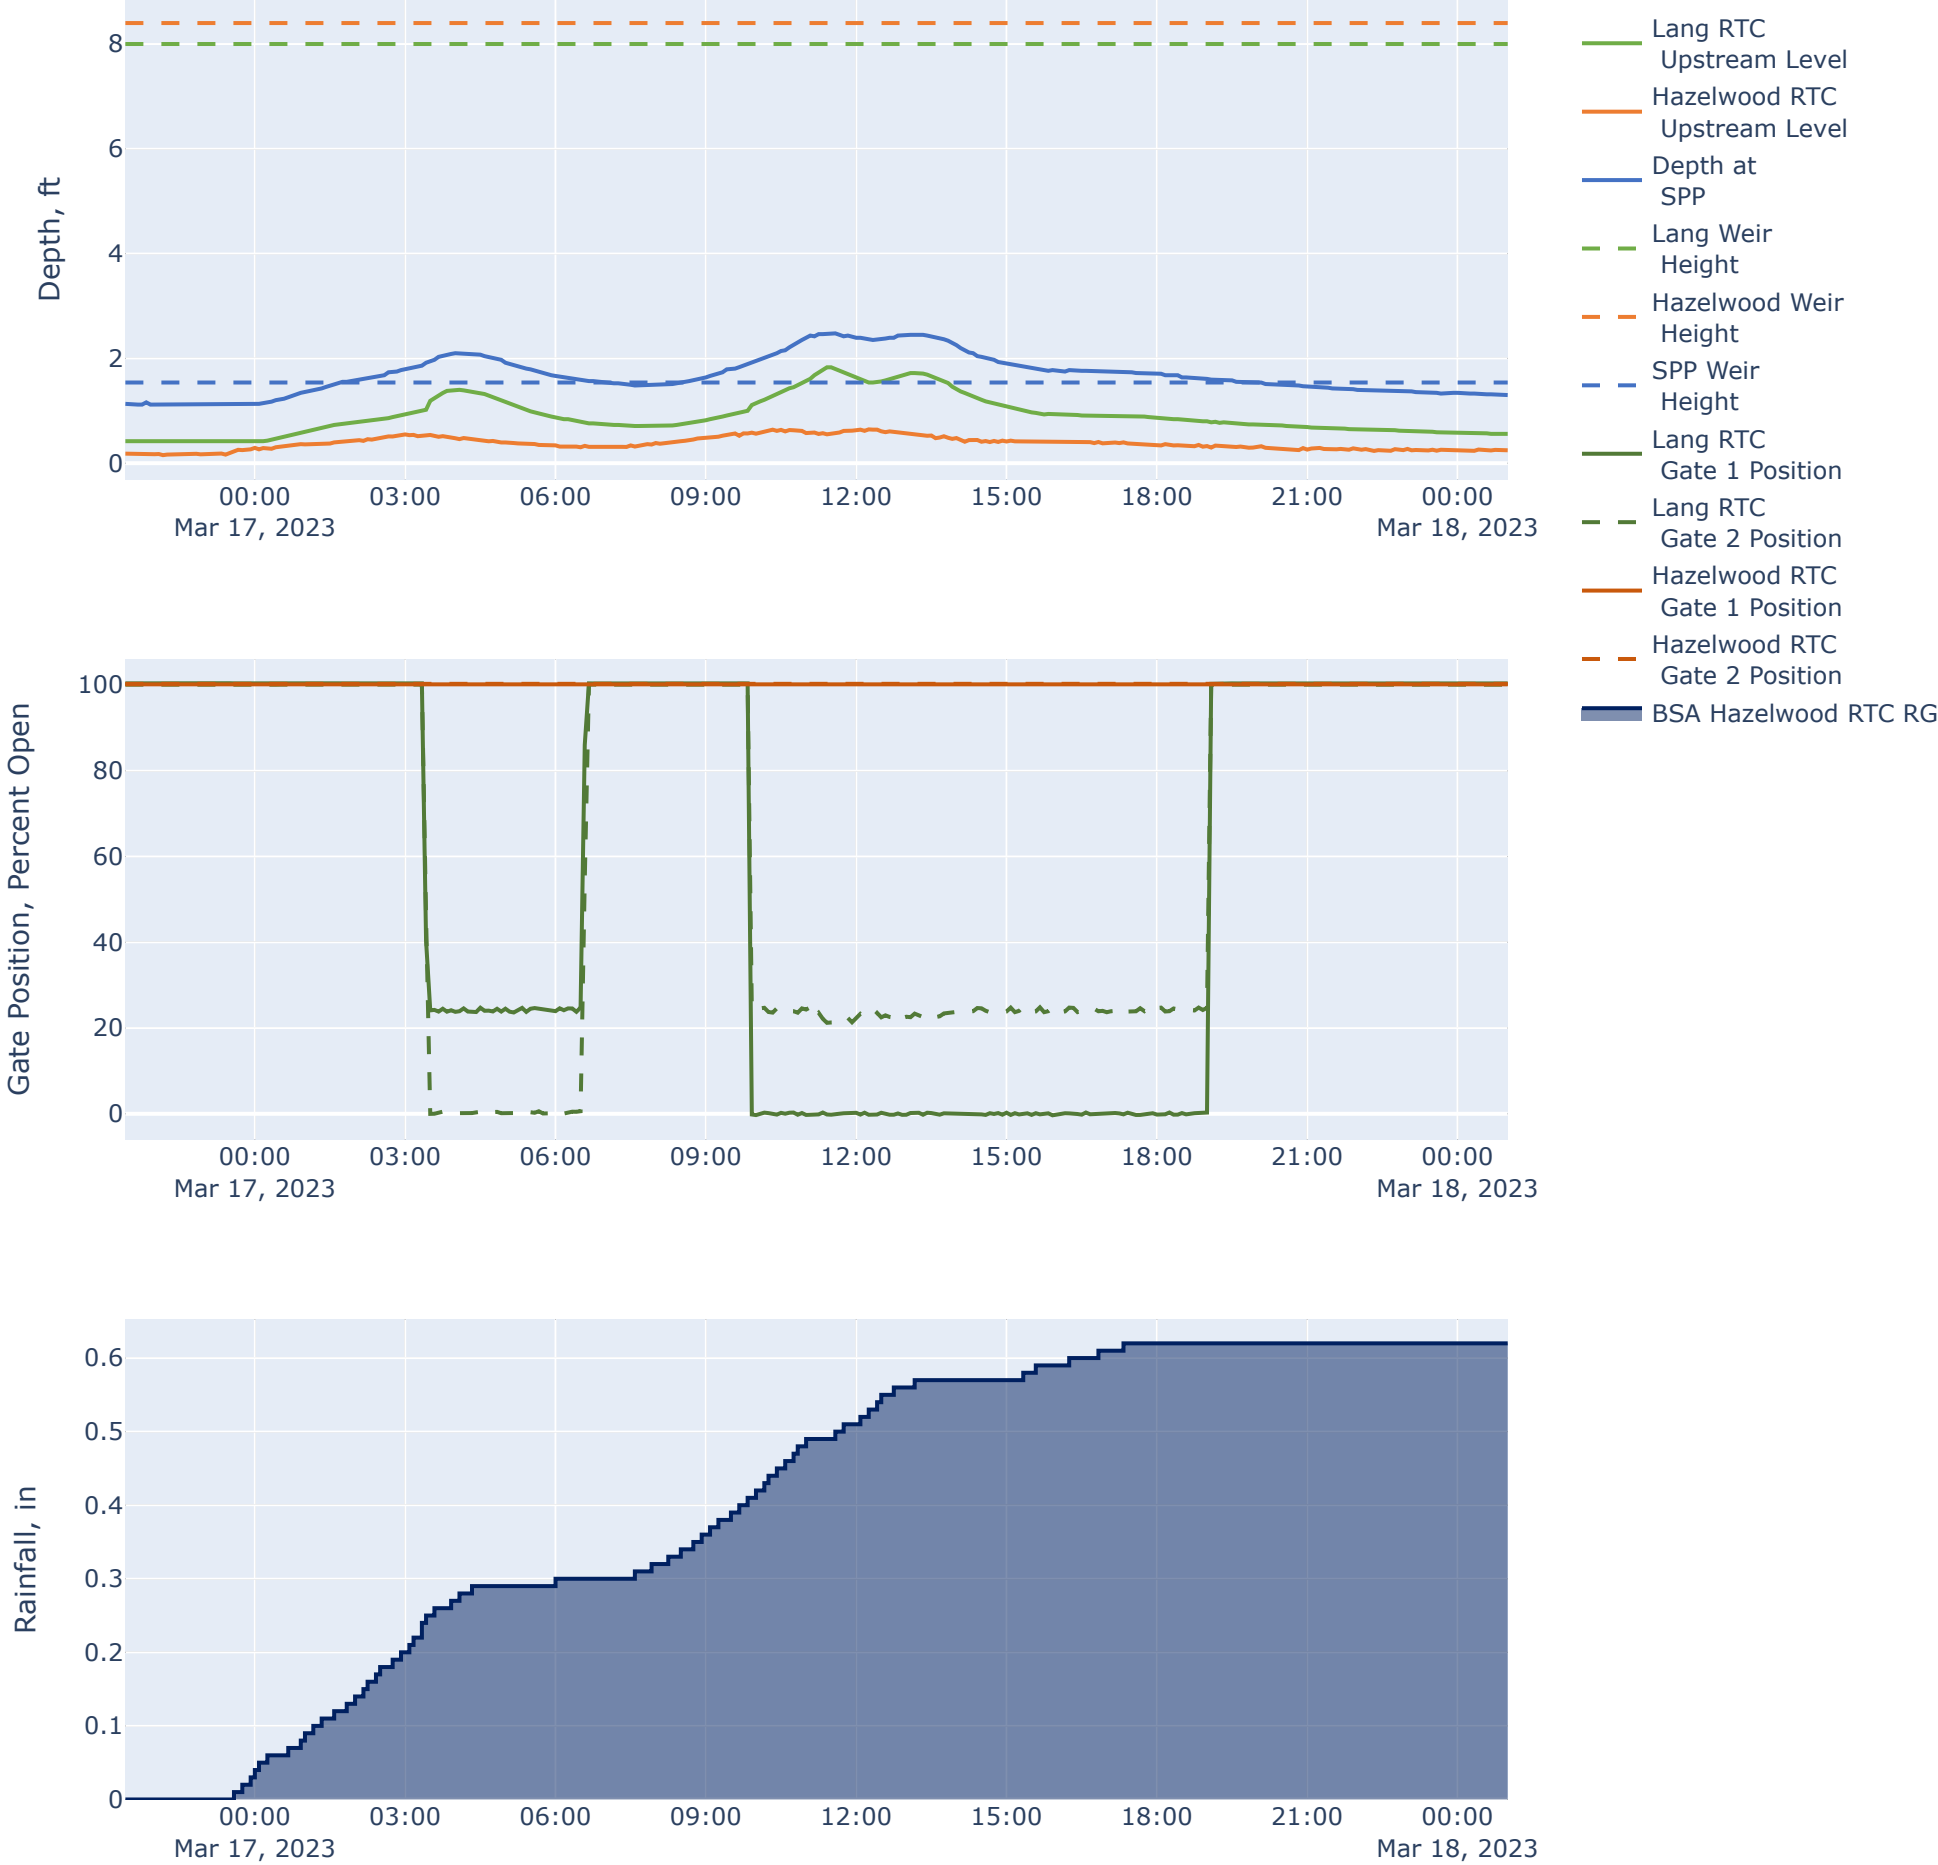 Depth, ft
8
6
4
2
0
00:00 03:00 06:00 09:00 12:00 15:00 18:00 21:00 00:00
Mar 17, 2023 Mar 18, 2023
Lang RTC
Upstream Level
Hazelwood RTC
Upstream Level
Depth at
SPP
Lang Weir
Height
Hazelwood Weir
Height
SPP Weir
Height
Lang RTC
Gate 1 Position
Lang RTC
Gate 2 Position
Hazelwood RTC
Gate 1 Position
Hazelwood RTC
Gate 2 Position
BSA Hazelwood RTC RG
Gate Position, Percent Open
100
80
60
40
20
0
00:00 03:00 06:00 09:00 12:00 15:00 18:00 21:00 00:00
Mar 17, 2023 Mar 18, 2023
Rainfall, in
0.6
0.5
0.4
0.3
0.2
0.1
0
00:00 03:00 06:00 09:00 12:00 15:00 18:00 21:00 00:00
Mar 17, 2023 Mar 18, 2023